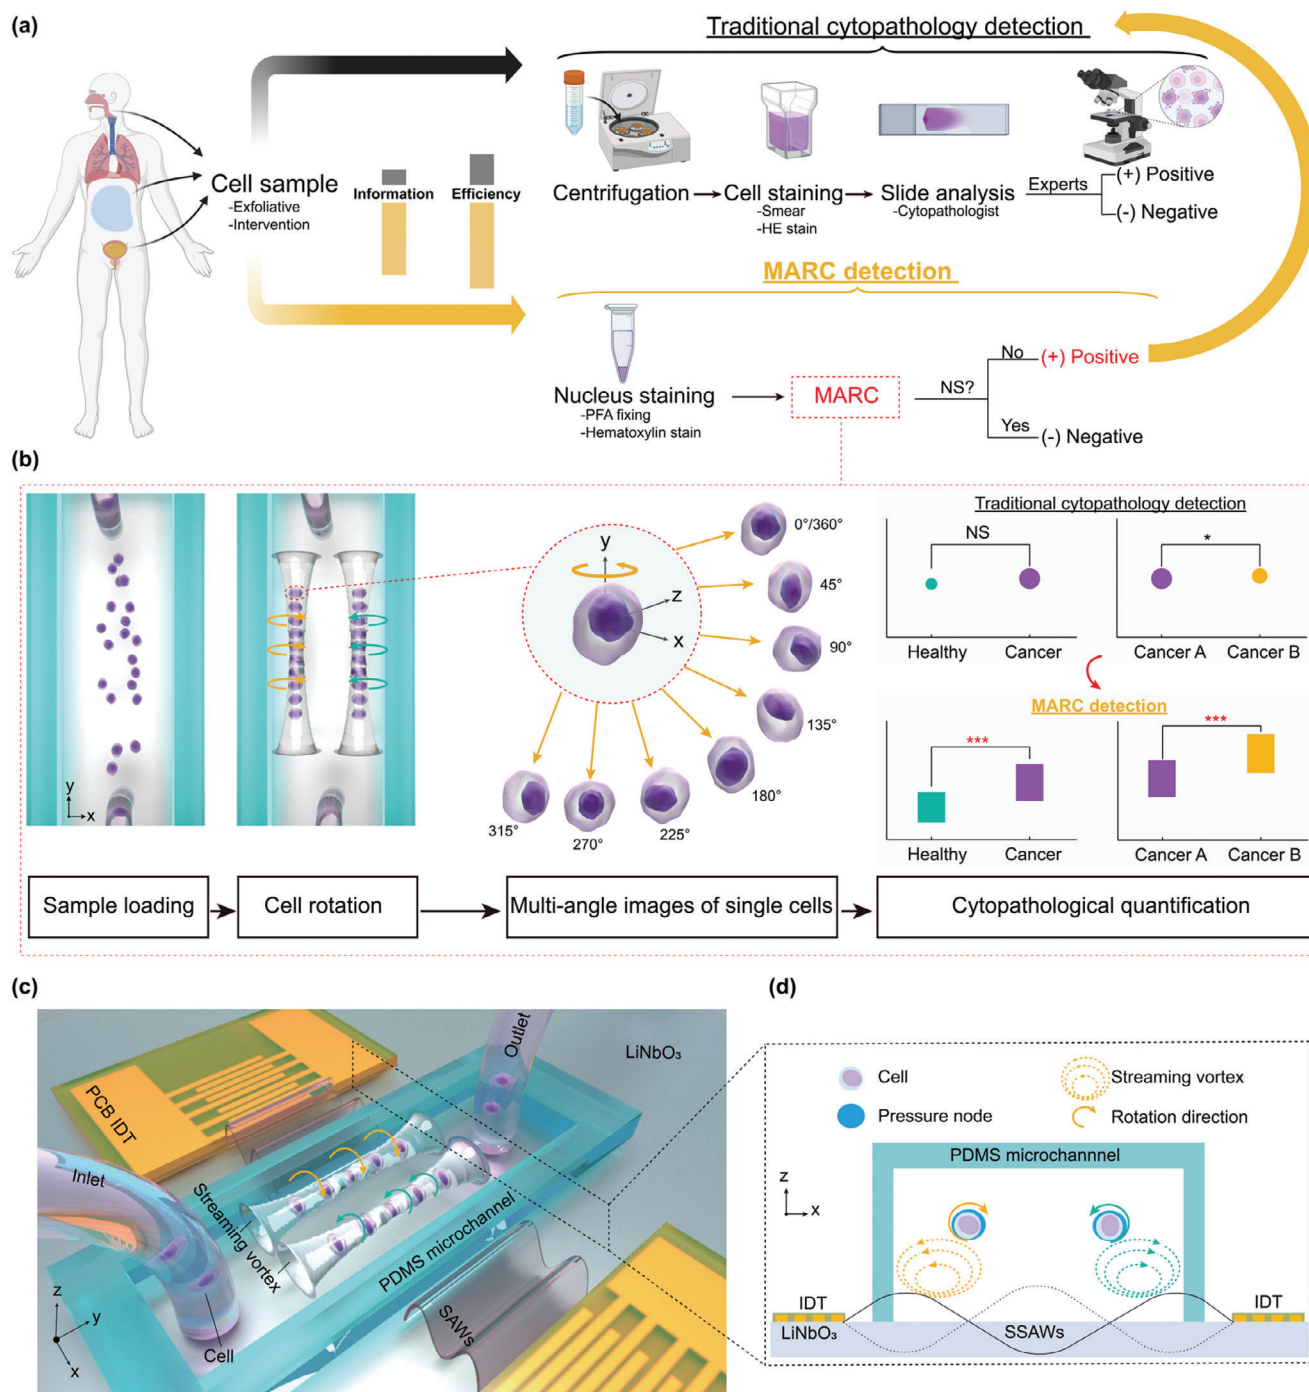 (a)
Traditional cytopathology detection
Cell sample
-Exfoliative
-Intervention
Information
Efficiency
Centrifugation
Cell staining
-Smear
-HE stain
Slide analysis
-Cytopathologist
Experts
(+) Positive
(-) Negative
MARC detection
Nucleus staining
-PFA fixing
-Hematoxylin stain
MARC
NS?
No
(+) Positive
Yes
(-) Negative
(b)
y
x
y
z
x
0°/360°
45°
90°
135°
180°
225°
270°
315°
Traditional cytopathology detection
NS
*
Healthy
Cancer
Cancer A
Cancer B
MARC detection
***
***
Healthy
Cancer
Cancer A
Cancer B
Sample loading
Cell rotation
Multi-angle images of single cells
Cytopathological quantification
(c)
Outlet
LiNbO₃
PCB IDT
Inlet
Streaming vortex
PDMS microchannel
SAWs
Cell
z
y
x
(d)
Cell
Streaming vortex
Pressure node
Rotation direction
PDMS microchannnel
z
x
IDT
IDT
LiNbO₃
SSAWs